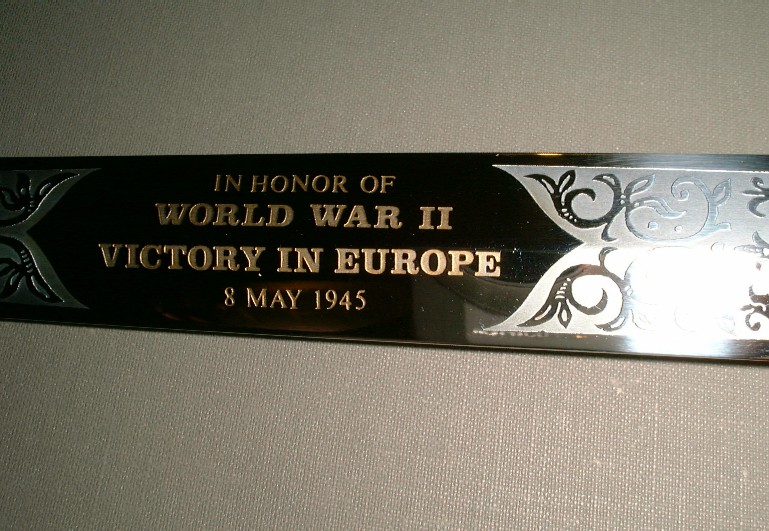 IN HONOR OF
WORLD WAR II
VICTORY IN EUROPE
8 MAY 1945